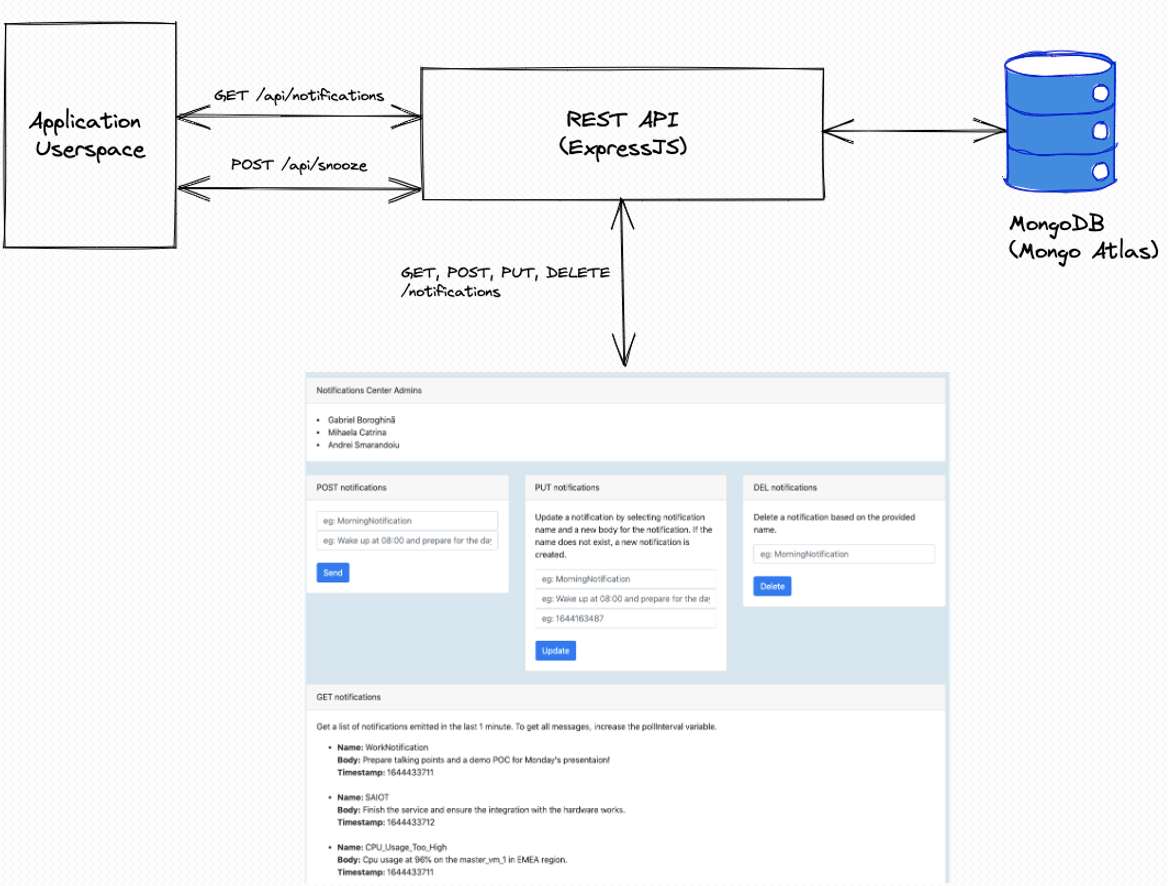 Application
Userspace
GET /api/notifications
POST /api/snooze
REST API
(ExpressJS)
MongoDB
(Mongo Atlas)
GET, POST, PUT, DELETE
/notifications
Notifications Center Admins
Gabriel Boroghină
Mihaela Catrina
Andrei Smarandoiu
POST notifications
eg: MorningNotification
eg: Wake up at 08:00 and prepare for the day
Send
PUT notifications
Update a notification by selecting notification
name and a new body for the notification. If the
name does not exist, a new notification is
created.
eg: MorningNotification
eg: Wake up at 08:00 and prepare for the day
eg: 1644163487
Update
DEL notifications
Delete a notification based on the provided
name.
eg: MorningNotification
Delete
GET notifications
Get a list of notifications emitted in the last 1 minute. To get all messages, increase the pollInterval variable.
Name: WorkNotification
Body: Prepare talking points and a demo POC for Monday's presentaion!
Timestamp: 1644433711
Name: SAIOT
Body: Finish the service and ensure the integration with the hardware works.
Timestamp: 1644433712
Name: CPU_Usage_Too_High
Body: Cpu usage at 96% on the master_vm_1 in EMEA region.
Timestamp: 1644433711